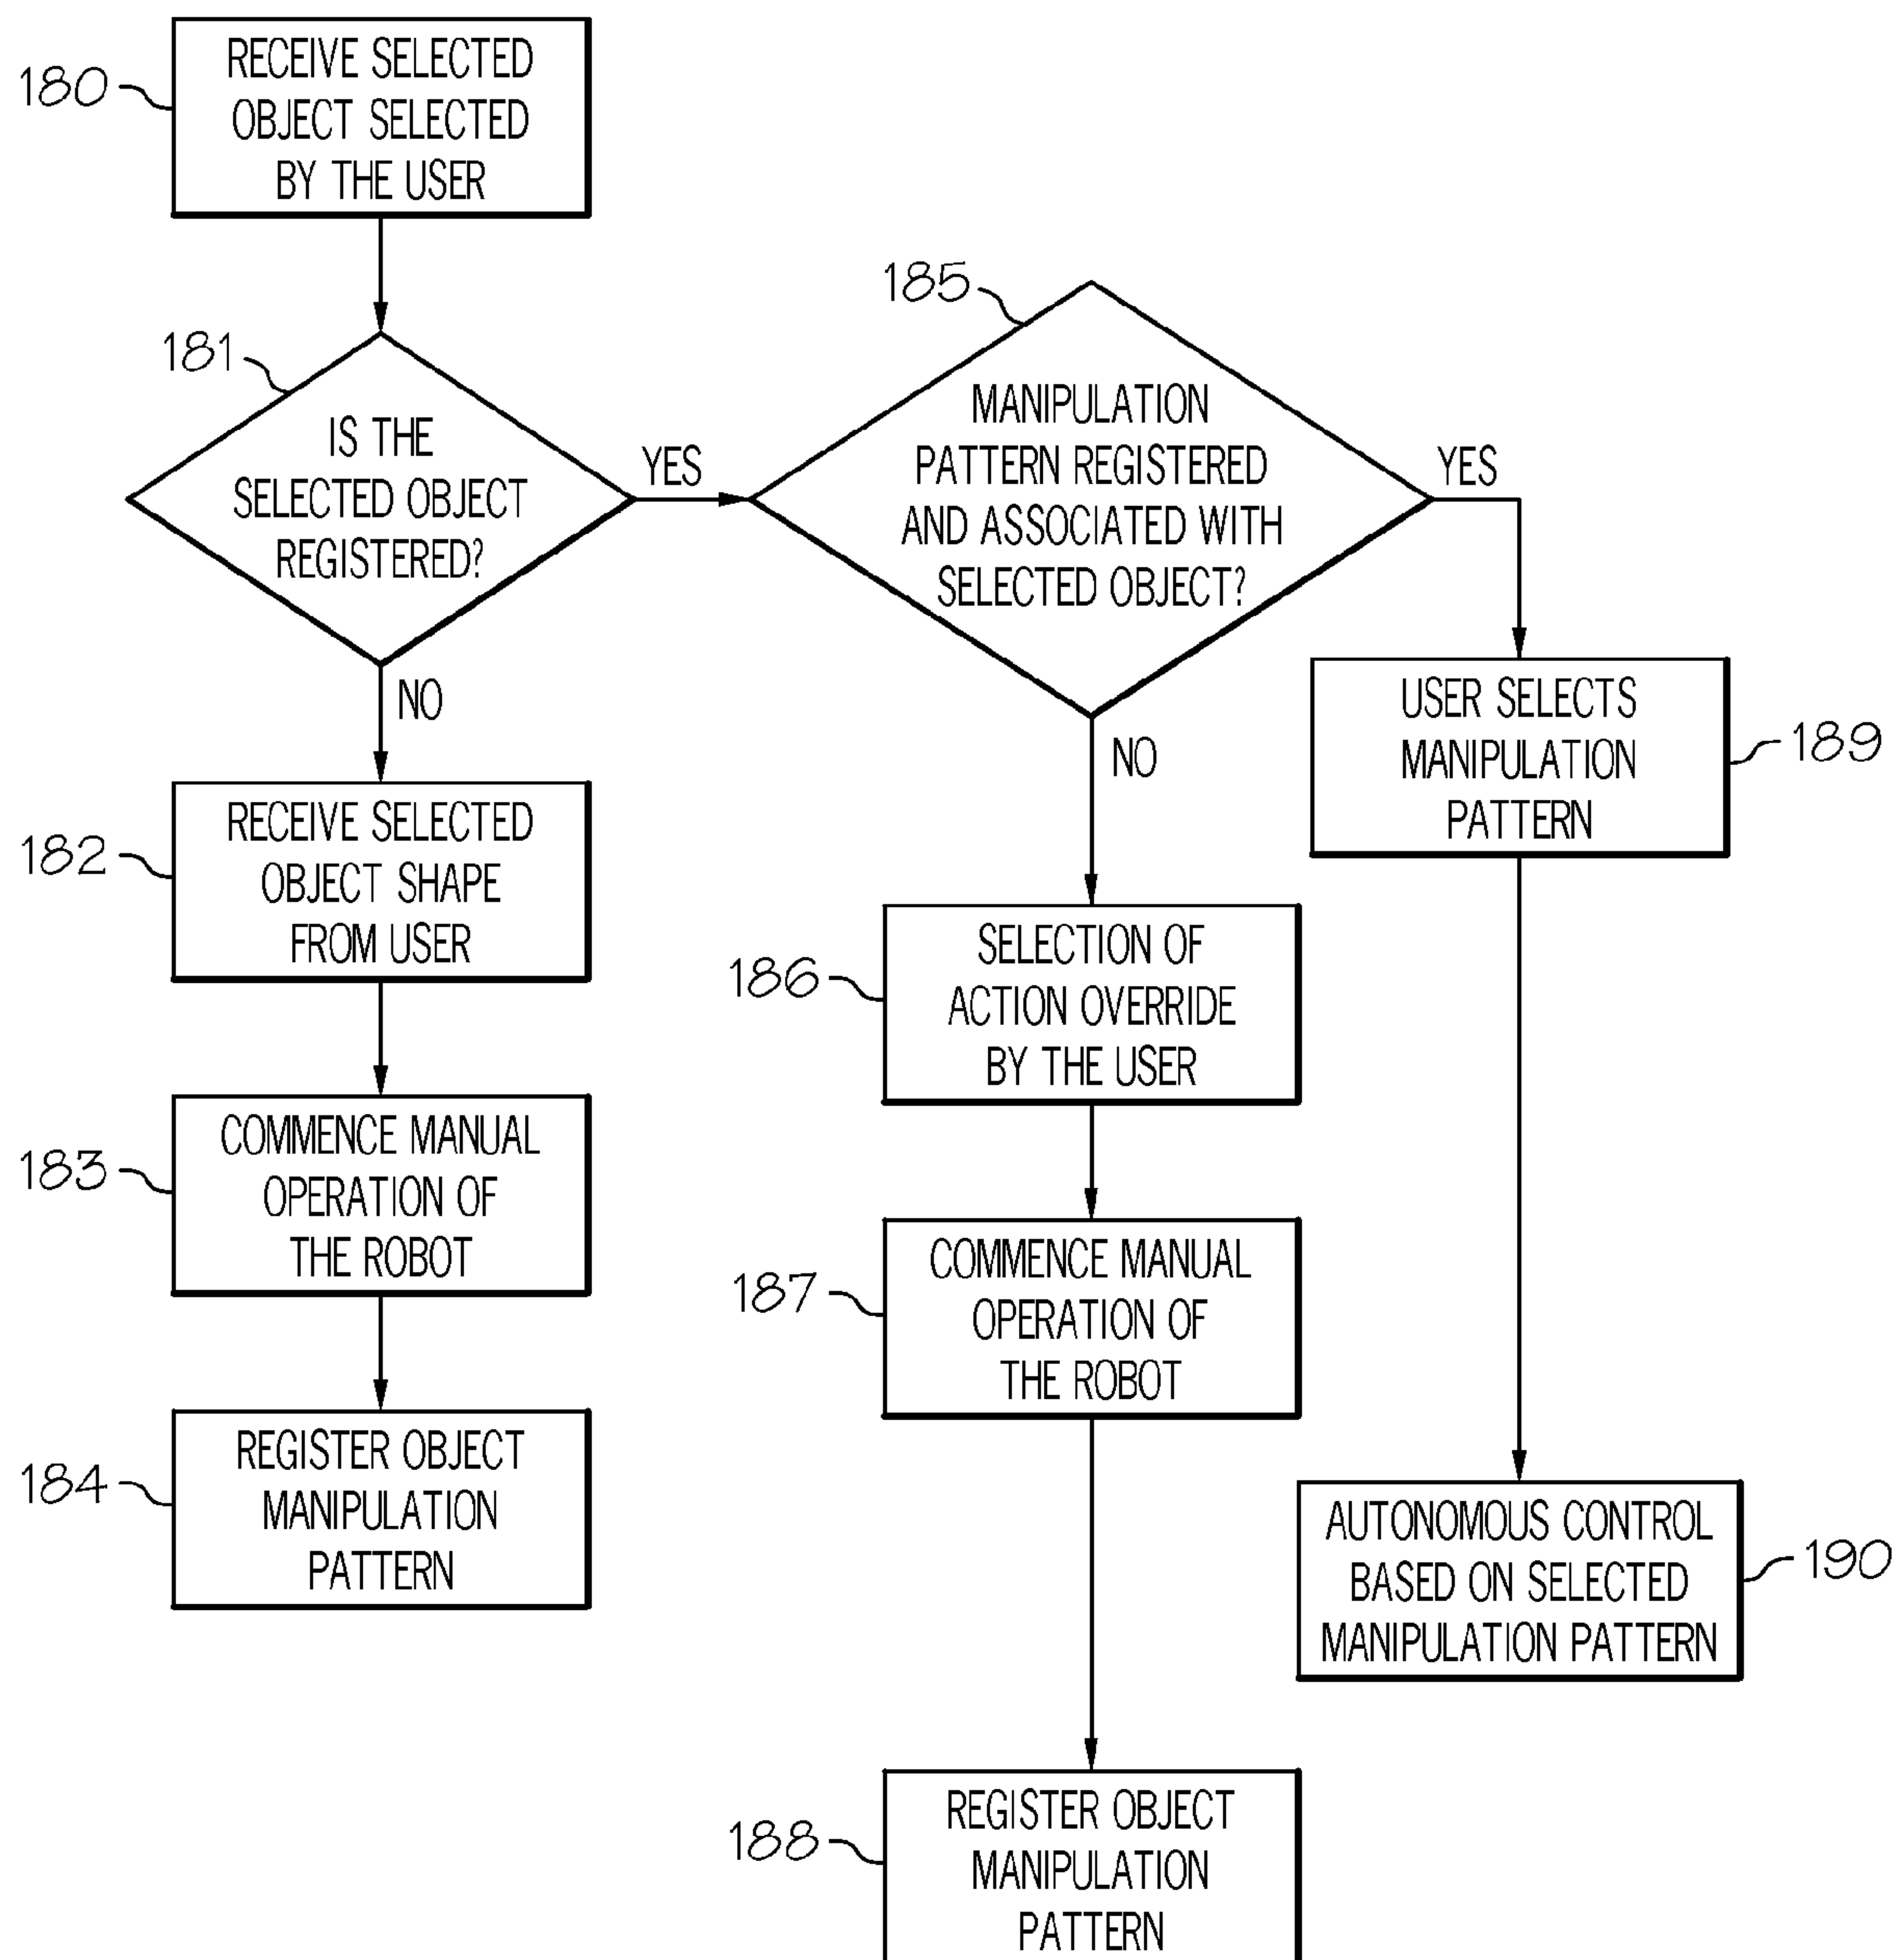 180
RECEIVE SELECTED
OBJECT SELECTED
BY THE USER
181
IS THE
SELECTED OBJECT
REGISTERED?
YES
NO
182
RECEIVE SELECTED
OBJECT SHAPE
FROM USER
183
COMMENCE MANUAL
OPERATION OF
THE ROBOT
184
REGISTER OBJECT
MANIPULATION
PATTERN
185
MANIPULATION
PATTERN REGISTERED
AND ASSOCIATED WITH
SELECTED OBJECT?
YES
NO
186
SELECTION OF
ACTION OVERRIDE
BY THE USER
187
COMMENCE MANUAL
OPERATION OF
THE ROBOT
188
REGISTER OBJECT
MANIPULATION
PATTERN
USER SELECTS
MANIPULATION
PATTERN
189
AUTONOMOUS CONTROL
BASED ON SELECTED
MANIPULATION PATTERN
190